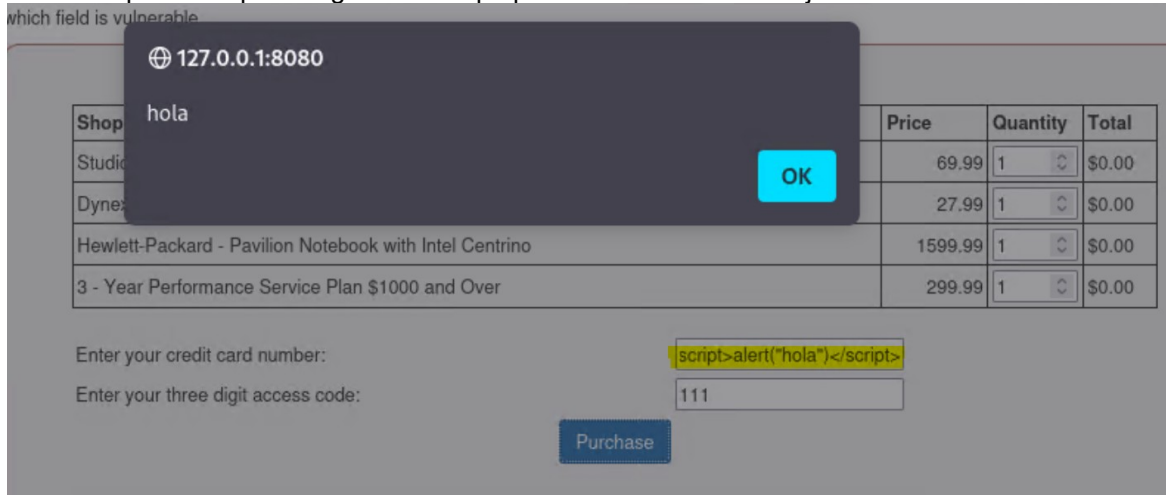 which field is vulnerable
127.0.0.1:8080
hola
OK
Shop Price Quantity Total
Studio 69.99 1 $0.00
Dynex 27.99 1 $0.00
Hewlett-Packard - Pavilion Notebook with Intel Centrino 1599.99 1 $0.00
3 - Year Performance Service Plan $1000 and Over 299.99 1 $0.00
Enter your credit card number: script>alert("hola")</script>
Enter your three digit access code: 111
Purchase